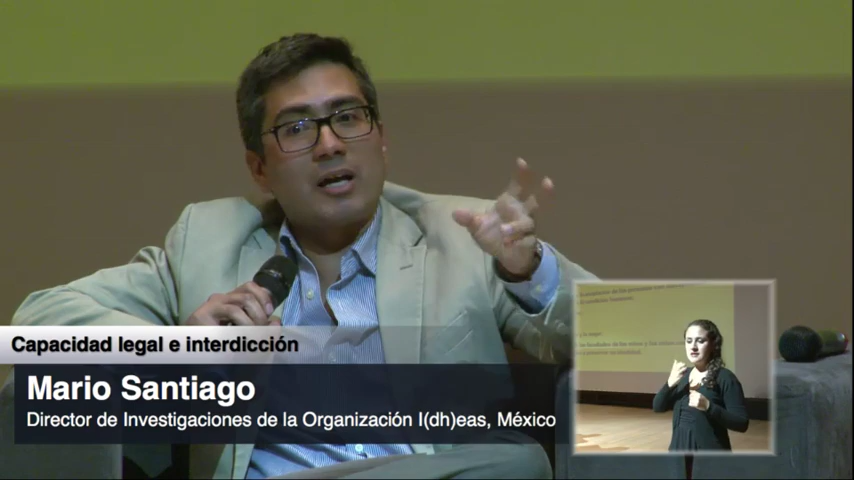 Capacidad legal e interdicción
Mario Santiago
Director de Investigaciones de la Organización I(dh)eas, México